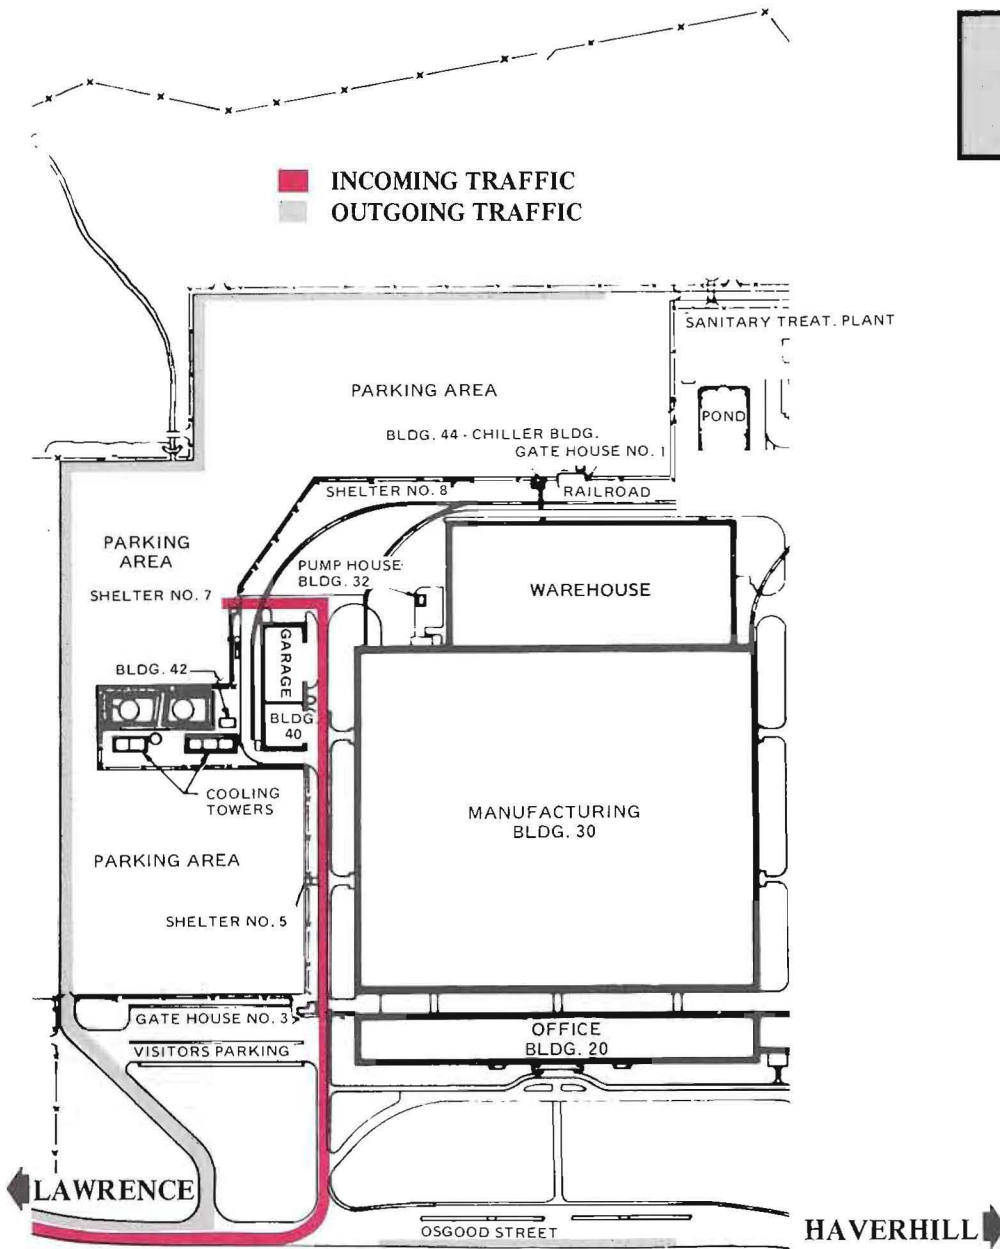 INCOMING TRAFFIC
OUTGOING TRAFFIC
SANITARY TREAT. PLANT
PARKING AREA
POND
BLDG. 44 - CHILLER BLDG.
GATE HOUSE NO. 1
SHELTER NO. 8
RAILROAD
PARKING
AREA
PUMP HOUSE
BLDG. 32
WAREHOUSE
SHELTER NO. 7
GARAGE
BLDG. 42
BLDG
40
COOLING
TOWERS
MANUFACTURING
BLDG. 30
PARKING AREA
SHELTER NO. 5
GATE HOUSE NO. 3
OFFICE
BLDG. 20
VISITORS PARKING
LAWRENCE
OSGOOD STREET
HAVERHILL